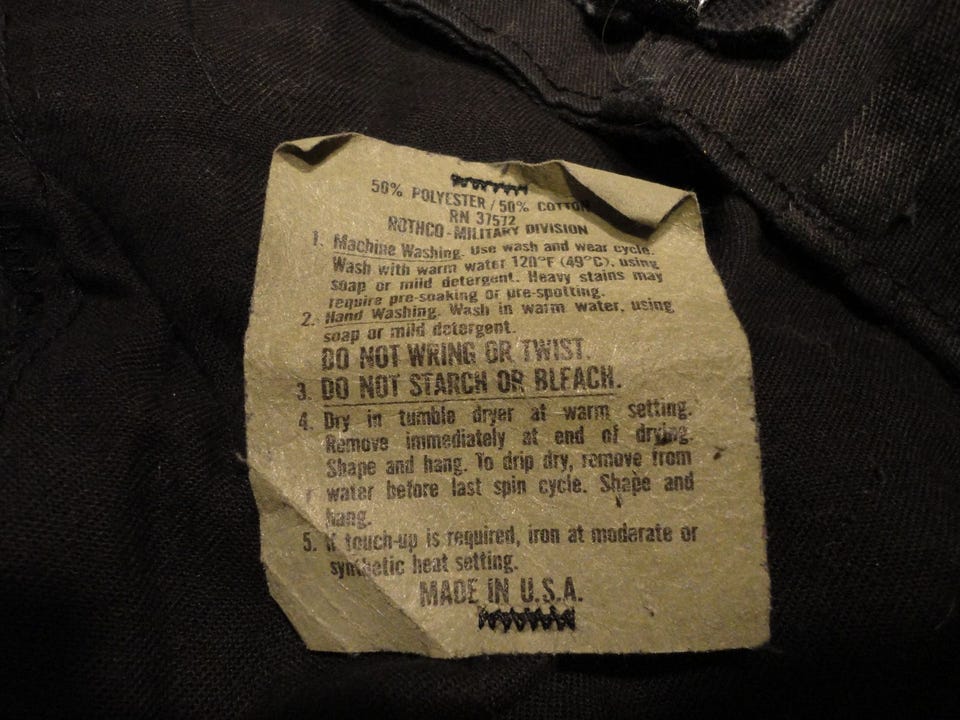 50% POLYESTER / 50% COTTON
RN 37572
ROTHCO-MILITARY DIVISION
1. Machine Washing. Use wash and wear cycle.
Wash with warm water 120°F (49°C), using
soap or mild detergent. Heavy stains may
require pre-soaking or pre-spotting.
2. Hand Washing. Wash in warm water, using
soap or mild detergent.
DO NOT WRING OR TWIST.
3. DO NOT STARCH OR BLEACH.
4. Dry in tumble dryer at warm setting.
Remove immediately at end of drying.
Shape and hang. To drip dry, remove from
water before last spin cycle. Shape and
hang.
5. If touch-up is required, iron at moderate or
synthetic heat setting.
MADE IN U.S.A.